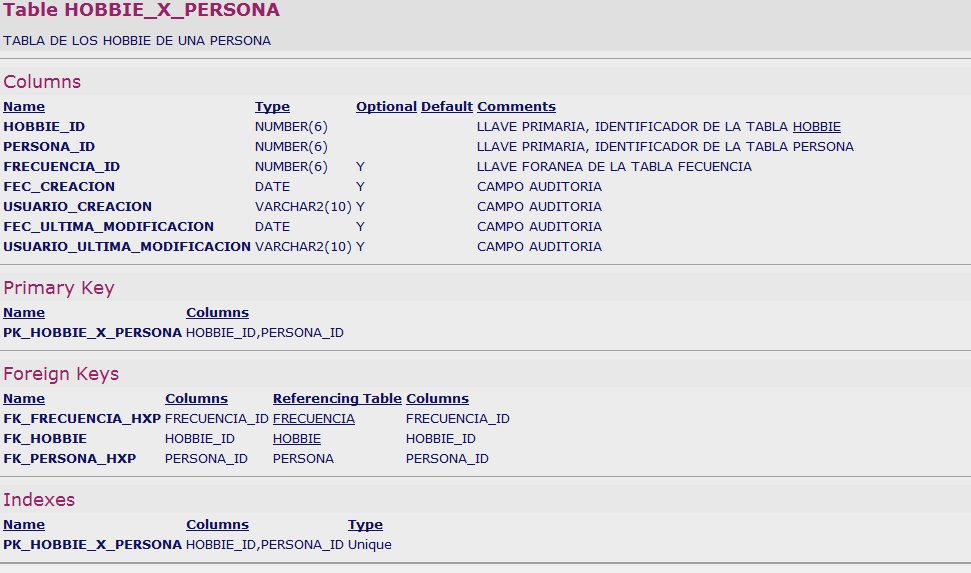 Table HOBBIE_X_PERSONA
TABLA DE LOS HOBBIE DE UNA PERSONA
Columns
Name Type Optional Default Comments
HOBBIE_ID NUMBER(6) LLAVE PRIMARIA, IDENTIFICADOR DE LA TABLA HOBBIE
PERSONA_ID NUMBER(6) LLAVE PRIMARIA, IDENTIFICADOR DE LA TABLA PERSONA
FRECUENCIA_ID NUMBER(6) Y LLAVE FORANEA DE LA TABLA FECUENCIA
FEC_CREACION DATE Y CAMPO AUDITORIA
USUARIO_CREACION VARCHAR2(10) Y CAMPO AUDITORIA
FEC_ULTIMA_MODIFICACION DATE Y CAMPO AUDITORIA
USUARIO_ULTIMA_MODIFICACION VARCHAR2(10) Y CAMPO AUDITORIA
Primary Key
Name Columns
PK_HOBBIE_X_PERSONA HOBBIE_ID,PERSONA_ID
Foreign Keys
Name Columns Referencing Table Columns
FK_FRECUENCIA_HXP FRECUENCIA_ID FRECUENCIA FRECUENCIA_ID
FK_HOBBIE HOBBIE_ID HOBBIE HOBBIE_ID
FK_PERSONA_HXP PERSONA_ID PERSONA PERSONA_ID
Indexes
Name Columns Type
PK_HOBBIE_X_PERSONA HOBBIE_ID,PERSONA_ID Unique